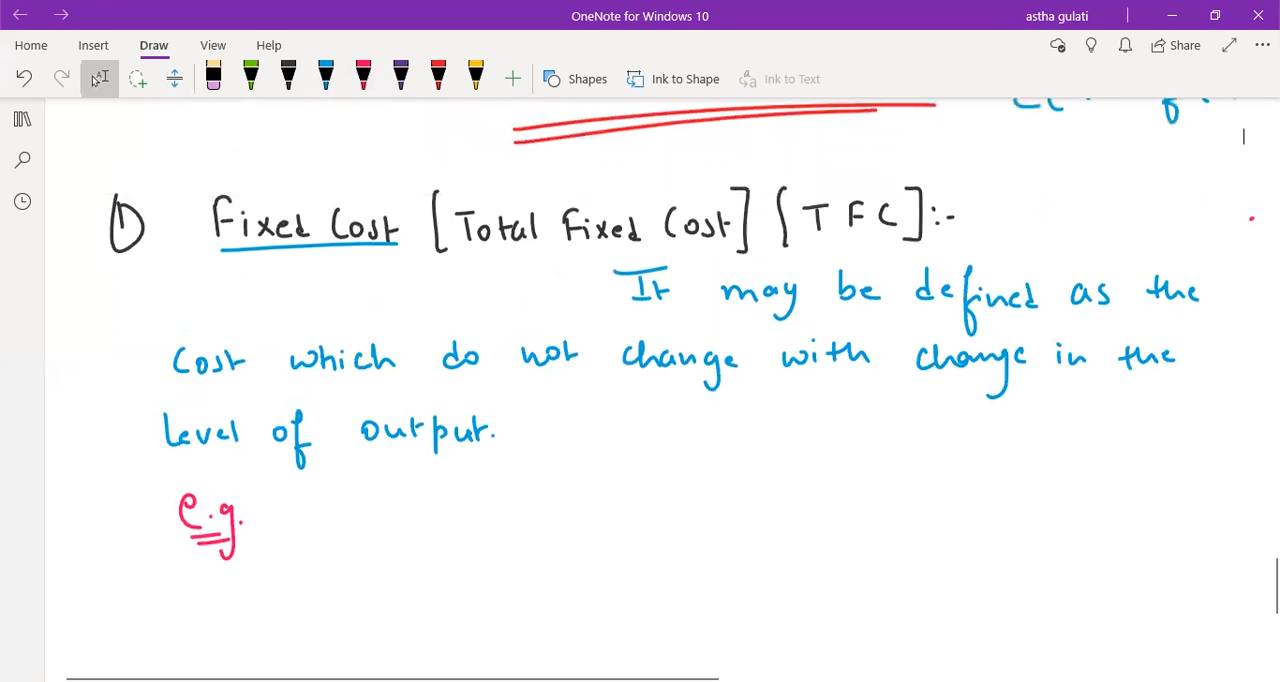 OneNote for Windows 10
astha gulati
Home Insert Draw View Help
Share
Shapes
Ink to Shape
Ink to Text
① Fixed Cost [Total Fixed Cost] [TFC]:-
It may be defined as the
cost which do not change with change in the
level of output.
e.g.